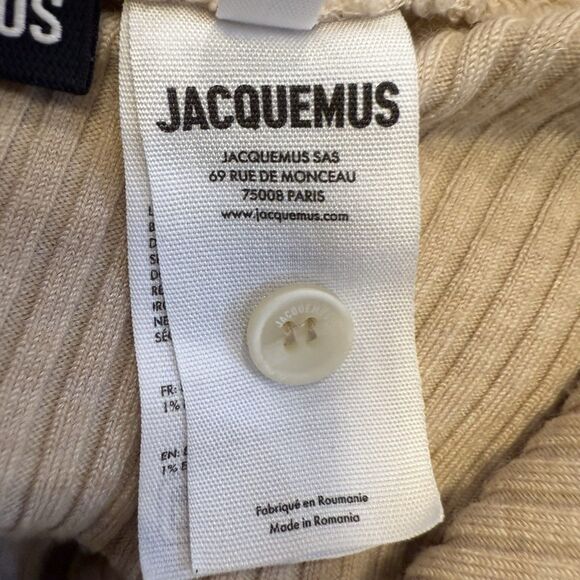 US
JACQUEMUS
JACQUEMUS SAS
69 RUE DE MONCEAU
75008 PARIS
www.jacquemus.com
JACQUEMUS
FR:
1%
EN:
1% E
Fabriqué en Roumanie
Made in Romania